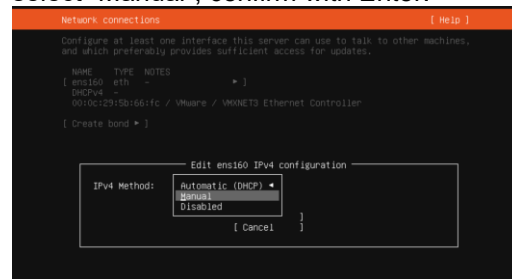 select "Manual", confirm with Enter.
Network connections [ Help ]
Configure at least one interface this server can use to talk to other machines,
and which preferably provides sufficient access for updates.
NAME TYPE NOTES
[ ens160 eth - ▸ ]
DHCPv4 -
00:0c:29:5b:66:fc / VMware / VMXNET3 Ethernet Controller
[ Create bond ▸ ]
Edit ens160 IPv4 configuration
IPv4 Method: Automatic (DHCP) ◂
Manual
Disabled
]
[ Cancel ]